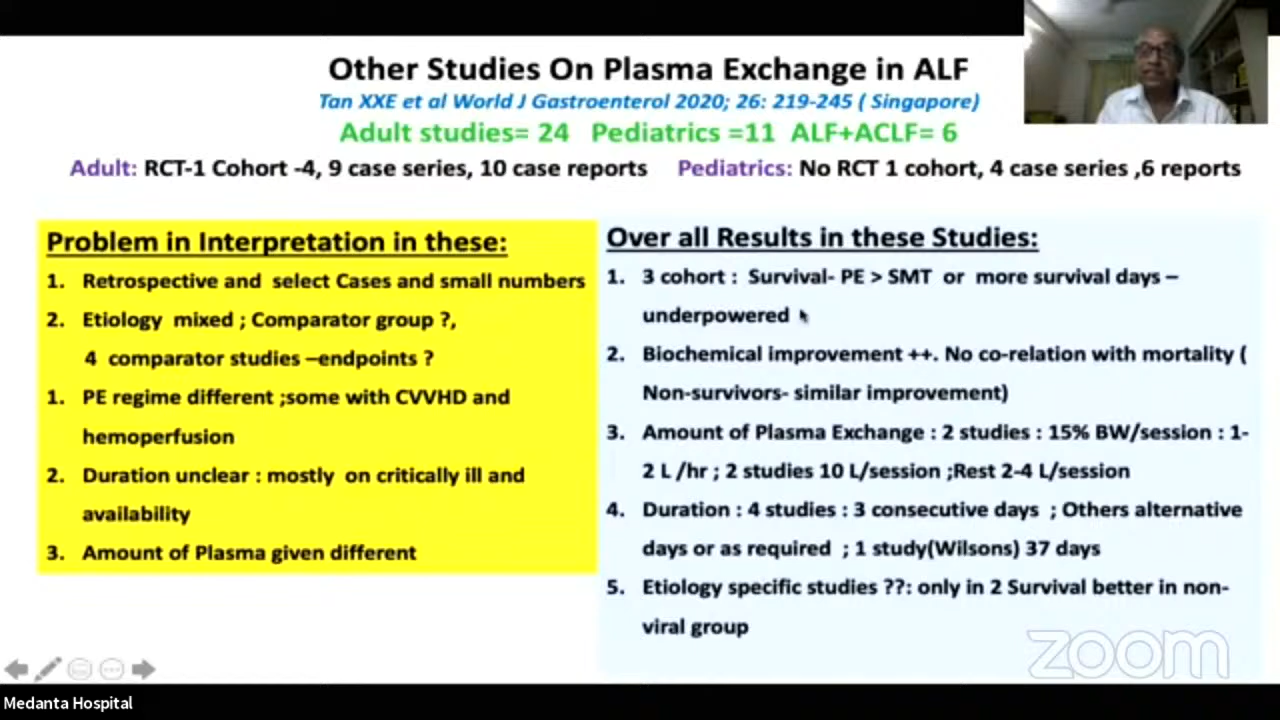 Other Studies On Plasma Exchange in ALF
Tan XXE et al World J Gastroenterol 2020; 26: 219-245 ( Singapore)
Adult studies= 24 Pediatrics =11 ALF+ACLF= 6
Adult: RCT-1 Cohort -4, 9 case series, 10 case reports Pediatrics: No RCT 1 cohort, 4 case series ,6 reports
Problem in Interpretation in these:
1. Retrospective and select Cases and small numbers
2. Etiology mixed ; Comparator group ?,
4 comparator studies –endpoints ?
1. PE regime different ;some with CVVHD and
hemoperfusion
2. Duration unclear : mostly on critically ill and
availability
3. Amount of Plasma given different
Over all Results in these Studies:
1. 3 cohort : Survival- PE > SMT or more survival days –
underpowered
2. Biochemical improvement ++. No co-relation with mortality (
Non-survivors- similar improvement)
3. Amount of Plasma Exchange : 2 studies : 15% BW/session : 1-
2 L /hr ; 2 studies 10 L/session ;Rest 2-4 L/session
4. Duration : 4 studies : 3 consecutive days ; Others alternative
days or as required ; 1 study(Wilsons) 37 days
5. Etiology specific studies ??: only in 2 Survival better in non-
viral group
zoom
Medanta Hospital